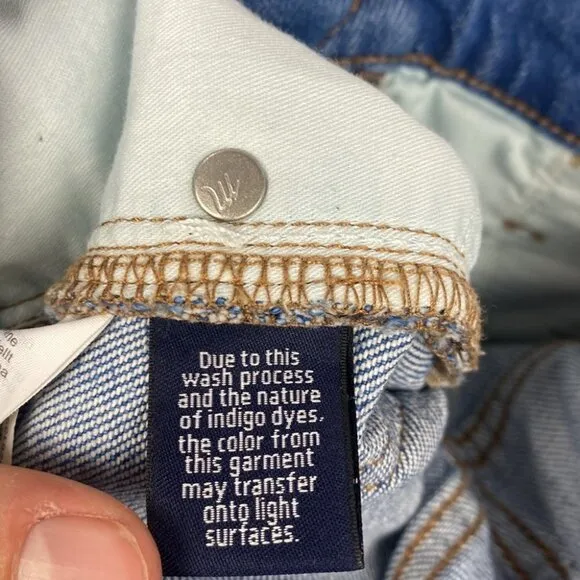 Due to this
wash process
and the nature
of indigo dyes,
the color from
this garment
may transfer
onto light
surfaces.